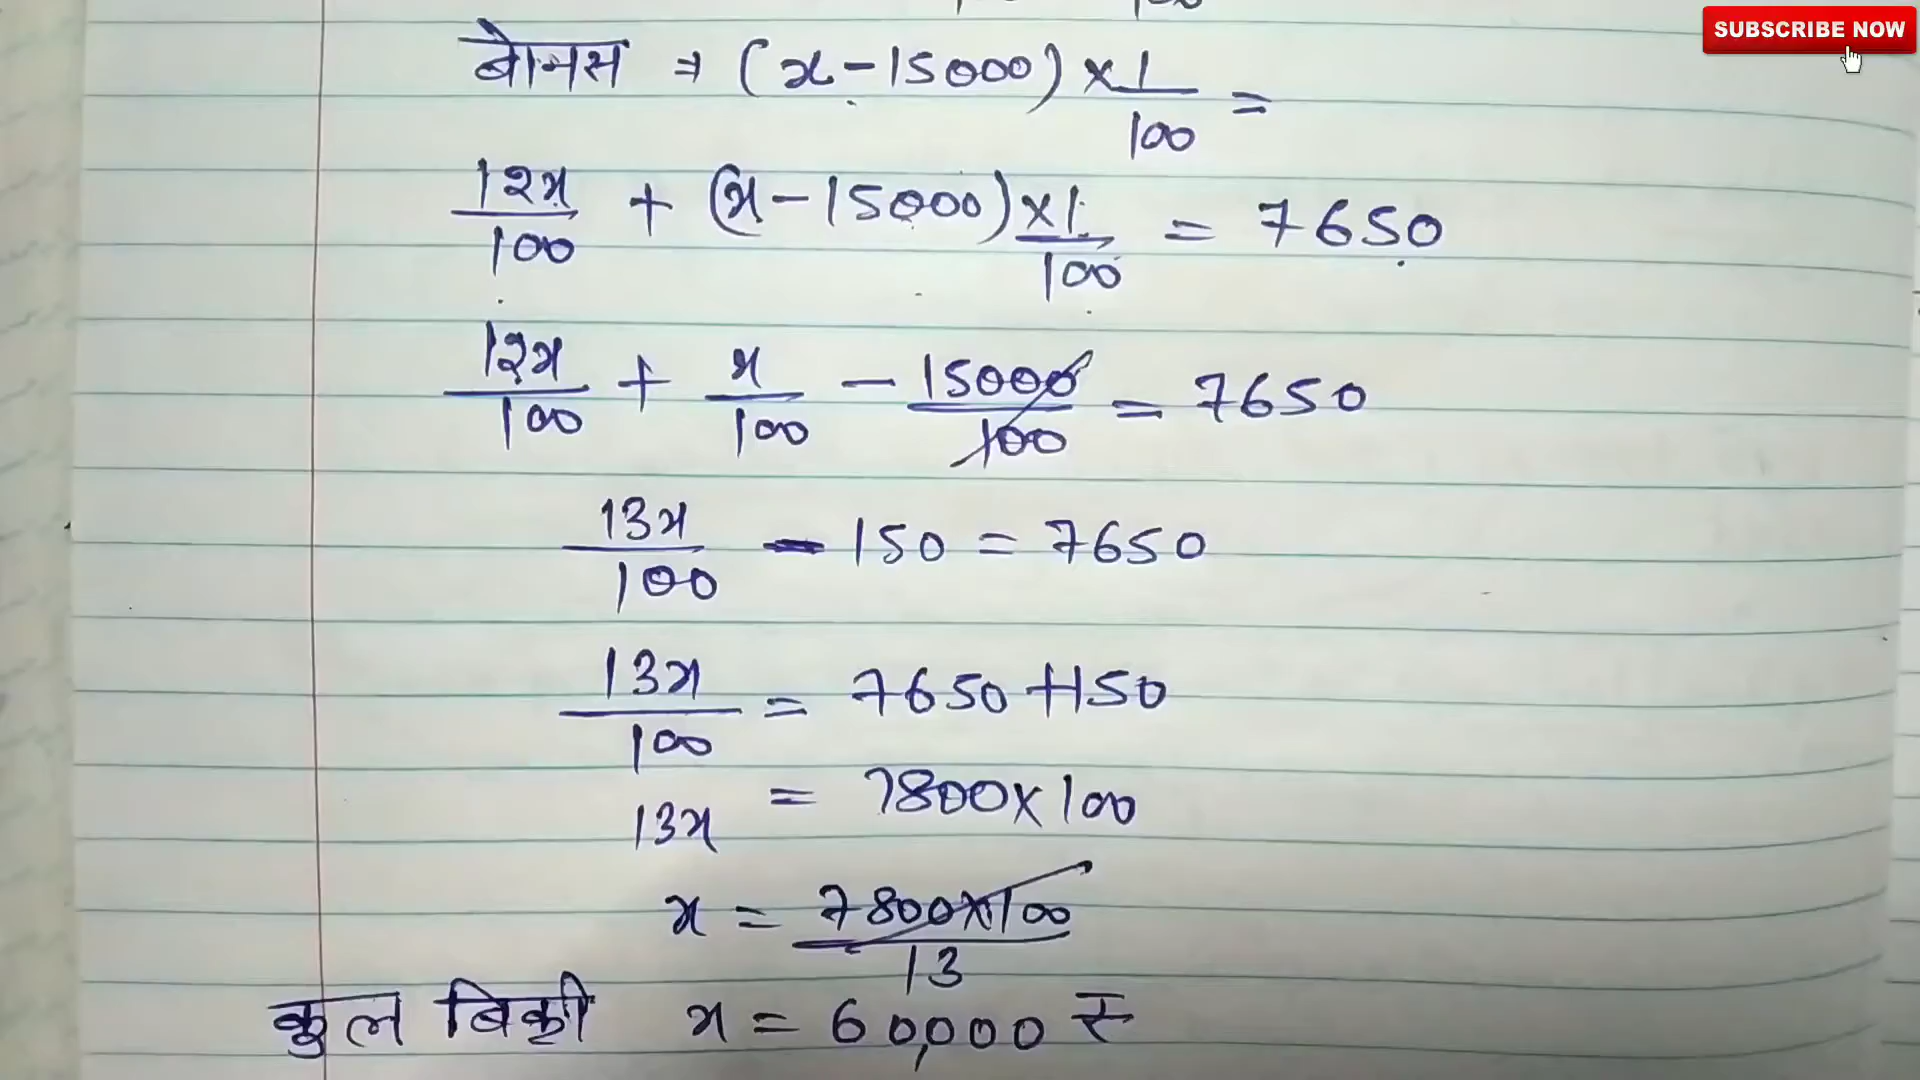 SUBSCRIBE NOW
बोनस = (x-15000) × 1/100 =
12x/100 + (x-15000) × 1/100 = 7650
12x/100 + x/100 - 15000/100 = 7650
13x/100 - 150 = 7650
13x/100 = 7650+150
13x = 7800×100
x = 7800×100/13
कुल बिक्री x = 60,000 रू